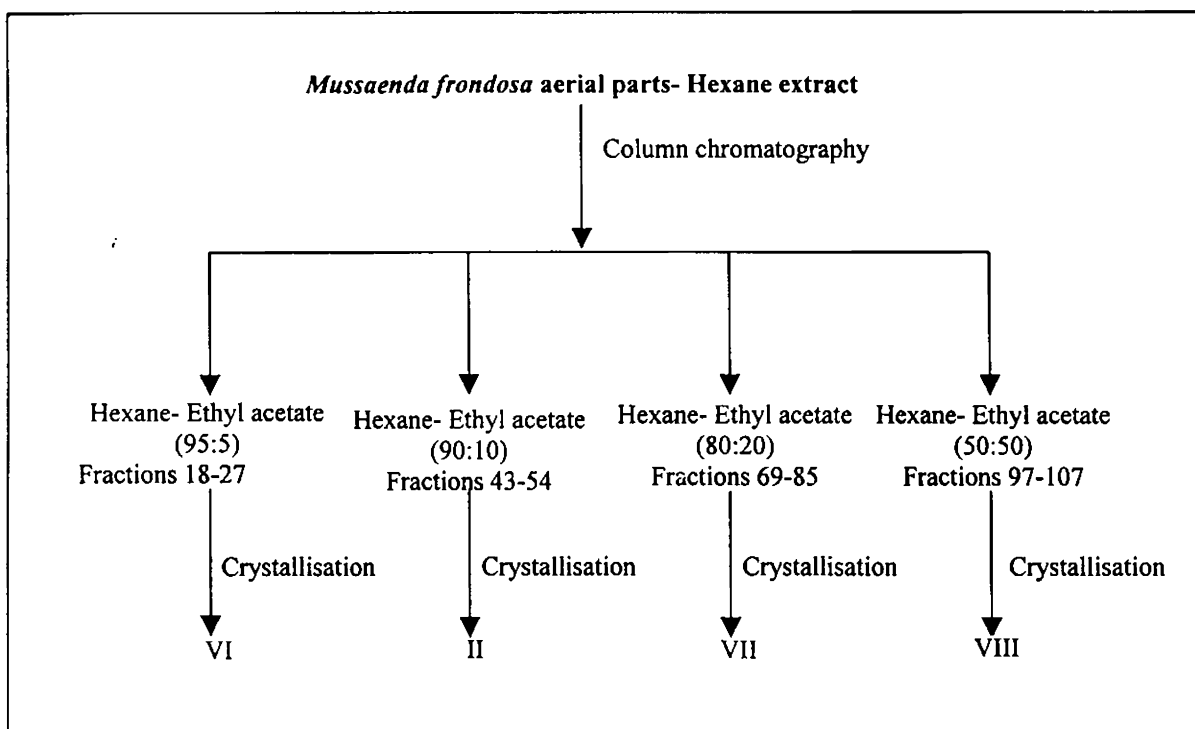 Mussaenda frondosa aerial parts- Hexane extract
Column chromatography
Hexane- Ethyl acetate
(95:5)
Fractions 18-27
Hexane- Ethyl acetate
(90:10)
Fractions 43-54
Hexane- Ethyl acetate
(80:20)
Fractions 69-85
Hexane- Ethyl acetate
(50:50)
Fractions 97-107
Crystallisation
Crystallisation
Crystallisation
Crystallisation
VI
II
VII
VIII